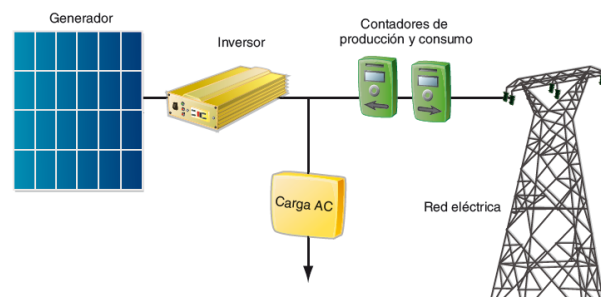 Generador
Inversor
Contadores de
producción y consumo
Carga AC
Red eléctrica